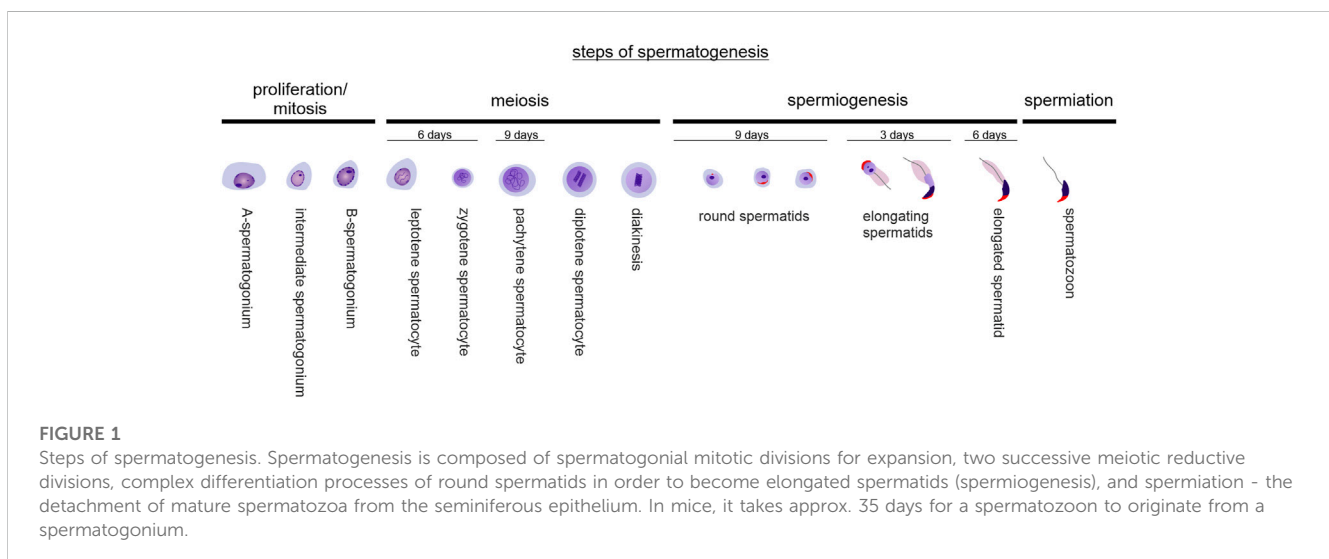 steps of spermatogenesis
proliferation/
mitosis
meiosis
spermiogenesis
spermiation
6 days
9 days
9 days
3 days
6 days
A-spermatogonium
intermediate spermatogonium
B-spermatogonium
leptotene spermatocyte
zygotene spermatocyte
pachytene spermatocyte
diplotene spermatocyte
diakinesis
round spermatids
elongating
spermatids
elongated spermatid
spermatozoon
FIGURE 1
Steps of spermatogenesis. Spermatogenesis is composed of spermatogonial mitotic divisions for expansion, two successive meiotic reductive
divisions, complex differentiation processes of round spermatids in order to become elongated spermatids (spermiogenesis), and spermiation - the
detachment of mature spermatozoa from the seminiferous epithelium. In mice, it takes approx. 35 days for a spermatozoon to originate from a
spermatogonium.